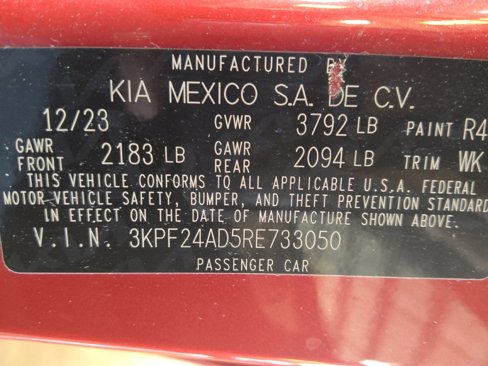 MANUFACTURED BY
KIA MEXICO S.A. DE C.V.
12/23 GVWR 3792 LB PAINT R4
GAWR FRONT 2183 LB GAWR REAR 2094 LB TRIM WK
THIS VEHICLE CONFORMS TO ALL APPLICABLE U.S.A. FEDERAL
MOTOR VEHICLE SAFETY, BUMPER, AND THEFT PREVENTION STANDARD
IN EFFECT ON THE DATE OF MANUFACTURE SHOWN ABOVE.
V.I.N. 3KPF24AD5RE733050
PASSENGER CAR